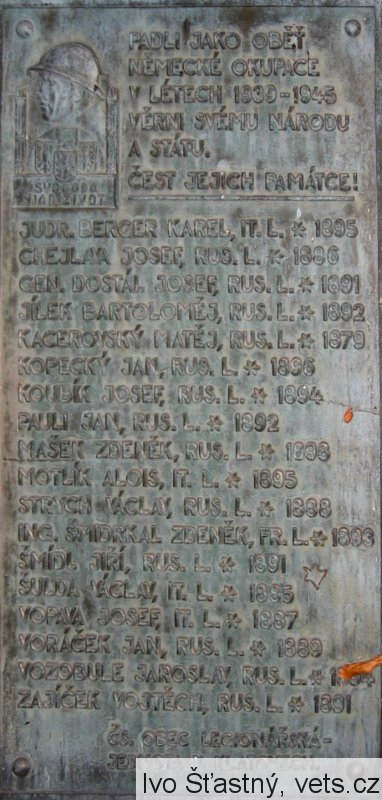 PADLI JAKO OBĚŤ
NĚMECKÉ OKUPACE
V LÉTECH 1939-1945
VĚRNI SVÉMU NÁRODU
A STÁTU.
ČEST JEJICH PAMÁTCE!
SVOBODA
NAD ŽIVOT
JUDR. BERGER KAREL, IT. L. * 1895
CHEJLAVA JOSEF, RUS. L. * 1886
GEN. DOSTÁL JOSEF, RUS. L. * 1891
JÍLEK BARTOLOMĚJ, RUS. L. * 1892
KACEROVSKÝ MATĚJ, RUS. L. * 1879
KOPECKÝ JAN, RUS. L. * 1896
KOUBÍK JOSEF, RUS. L. * 1894
PAULI JAN, RUS. L. * 1892
MAŠEK ZDENĚK, RUS. L. * 1898
MOTLÍK ALOIS, IT. L. * 1895
STRYCH VÁCLAV, RUS. L. * 1888
ING. ŠMIDRKAL ZDENĚK, FR. L. * 1893
ŠMÍDL JIŘÍ, RUS. L. * 1891
ŠULDA VÁCLAV, IT. L. * 1885
VOPAVA JOSEF, IT. L. * 1887
VORÁČEK JAN, RUS. L. * 1889
VOZOBULE JAROSLAV, RUS. L. *
ZAJÍČEK VOJTĚCH, RUS. L. * 1891
ČS. OBEC LEGIONÁŘSKÁ-
JEDNOTA V KLATOVECH.
Ivo Šťastný, vets.cz